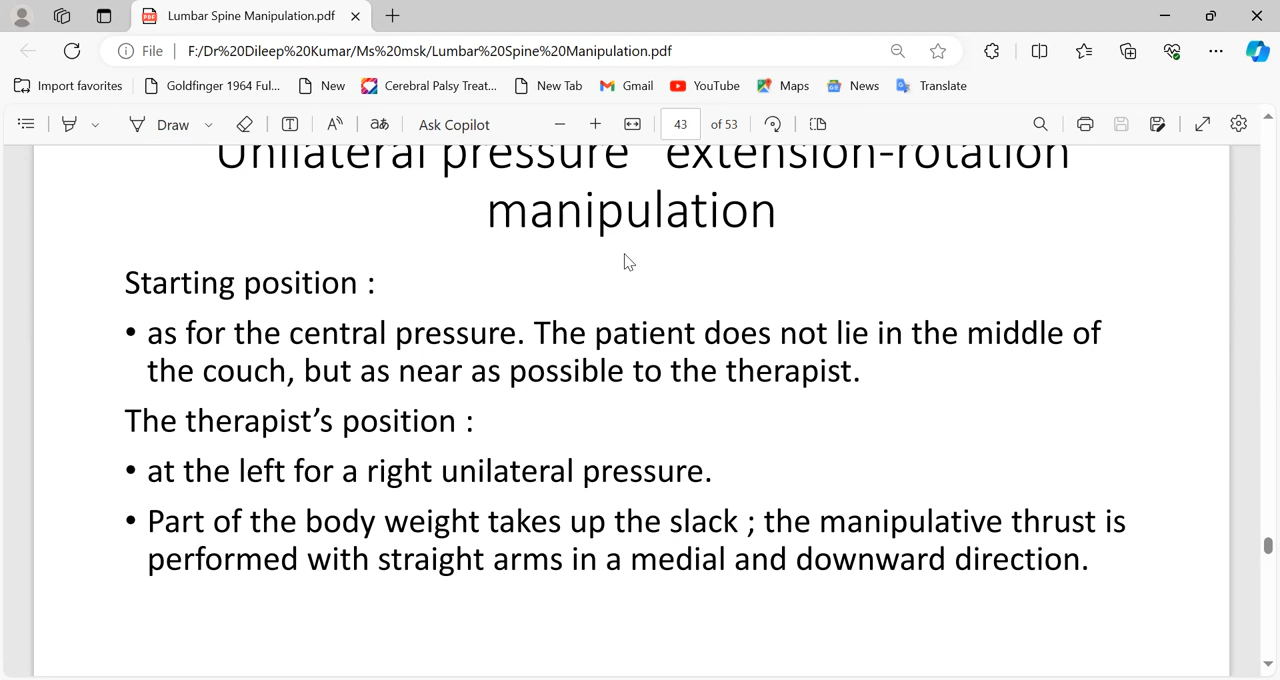 Lumbar Spine Manipulation.pdf
File F:/Dr%20Dileep%20Kumar/Ms%20msk/Lumbar%20Spine%20Manipulation.pdf
Import favorites Goldfinger 1964 Ful... New Cerebral Palsy Treat... New Tab Gmail YouTube Maps News Translate
Draw Ask Copilot 43 of 53
Unilateral pressure extension-rotation
manipulation
Starting position :
• as for the central pressure. The patient does not lie in the middle of
the couch, but as near as possible to the therapist.
The therapist’s position :
• at the left for a right unilateral pressure.
• Part of the body weight takes up the slack ; the manipulative thrust is
performed with straight arms in a medial and downward direction.